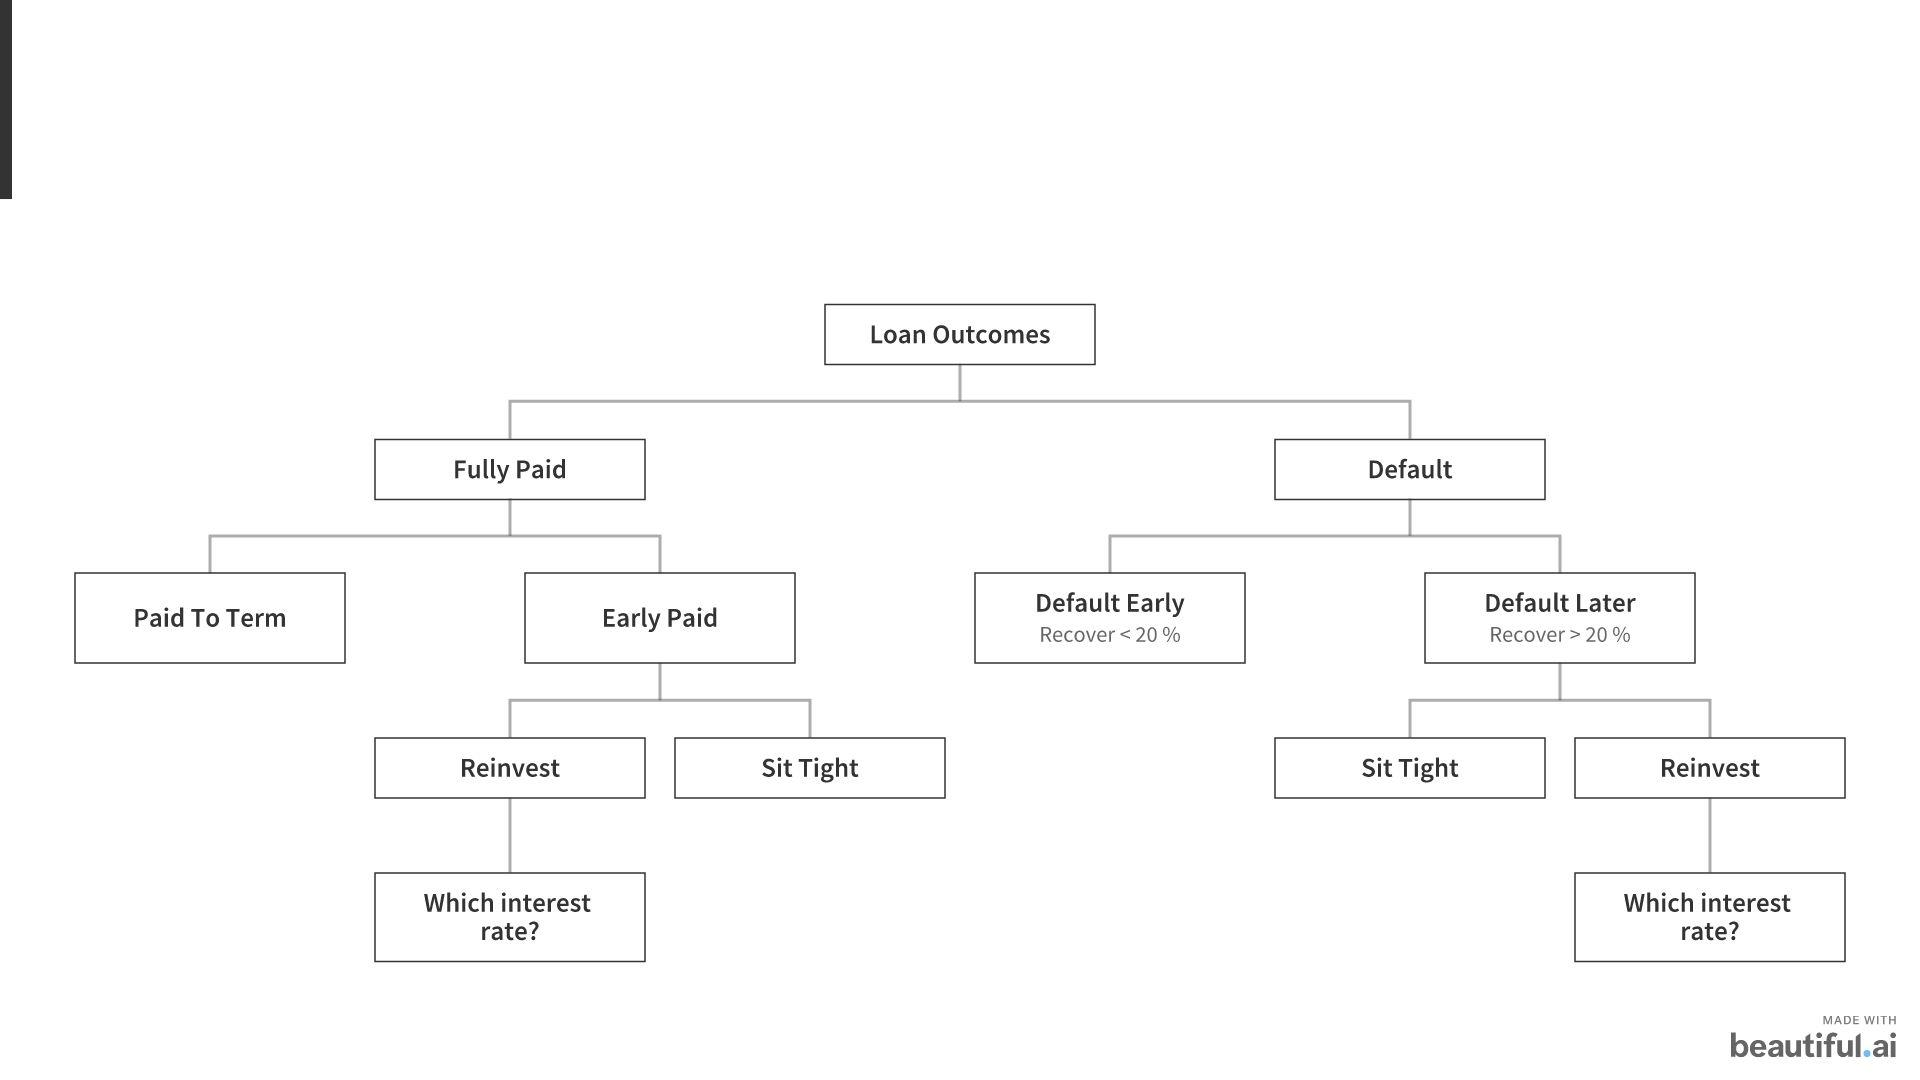 Loan Outcomes
Fully Paid
Default
Paid To Term
Early Paid
Default Early
Recover < 20 %
Default Later
Recover > 20 %
Reinvest
Sit Tight
Sit Tight
Reinvest
Which interest
rate?
Which interest
rate?
MADE WITH
beautiful.ai